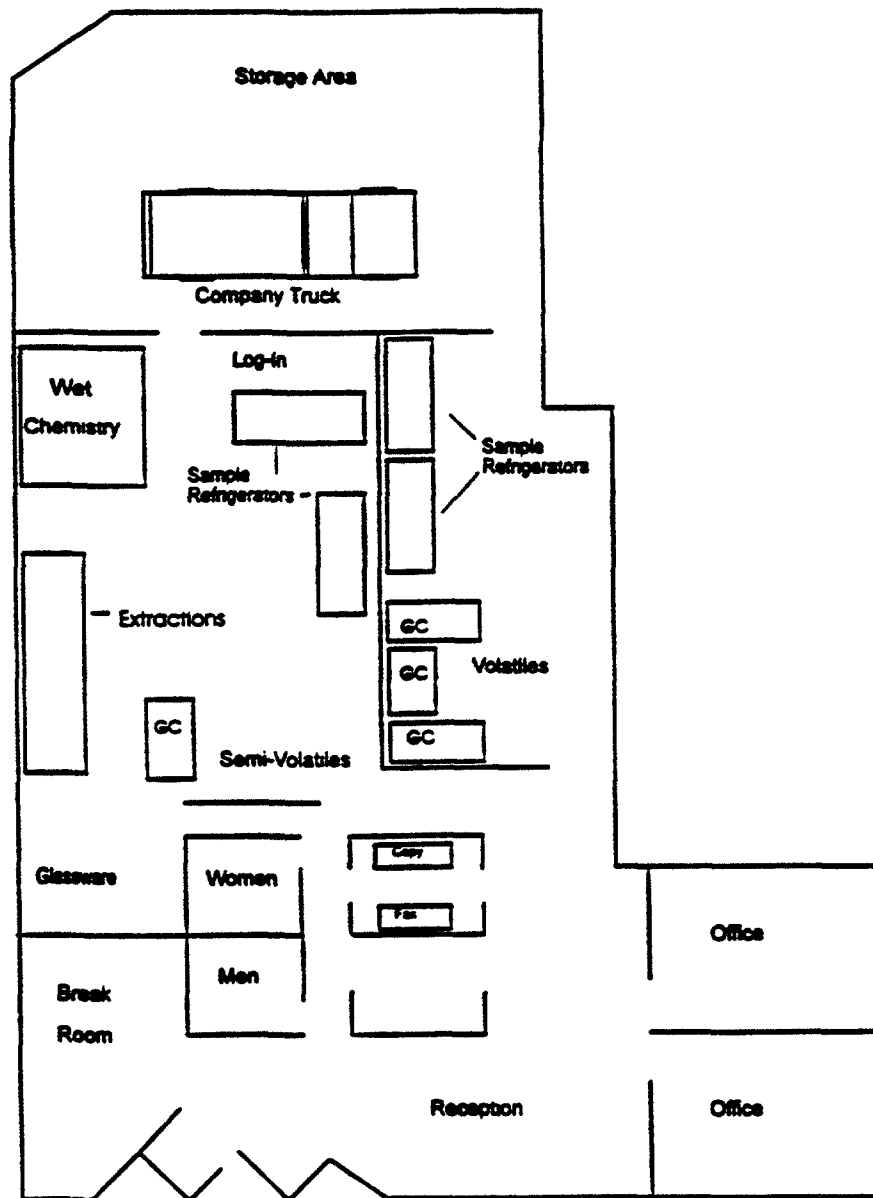 Storage Area
Company Truck
Log-In
Wet
Chemistry
Sample
Refrigerators
Sample
Refrigerators
Extractions
GC
GC
Volatiles
GC
GC
Semi-Volatiles
Copy
Glassware
Women
Fax
Office
Men
Break
Room
Reception
Office